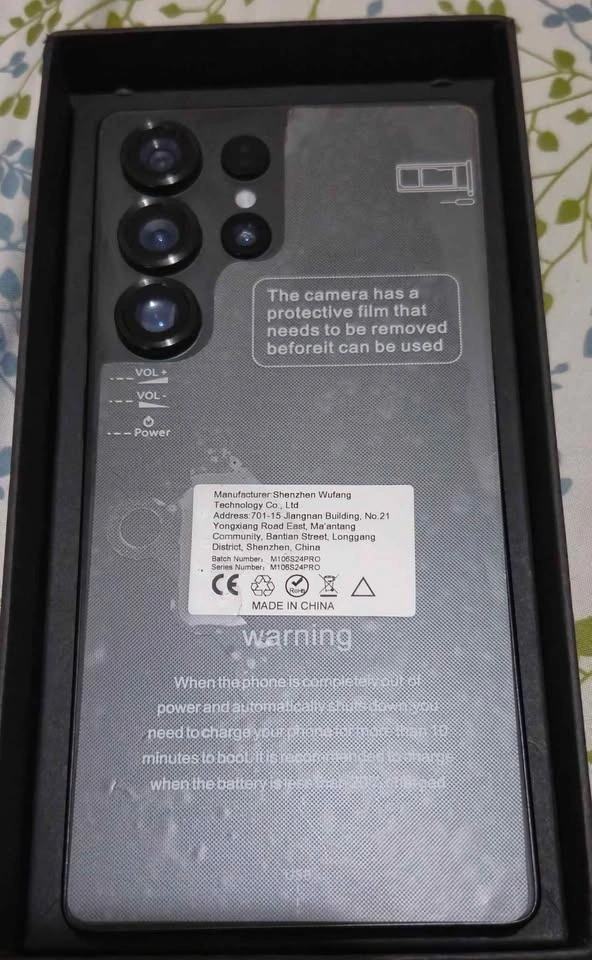 The camera has a
protective film that
needs to be removed
beforeit can be used
VOL +
VOL -
Power
Manufacturer:Shenzhen Wufang
Technology Co., Ltd
Address:701-15 Jiangnan Building, No.21
Yongxiang Road East, Ma'antang
Community, Bantian Street, Longgang
District, Shenzhen, China
Batch Number: M106S24PRO
Series Number: M106S24PRO
CE RoHS
MADE IN CHINA
warning
When the phone is completely out of
power and automatically shuts down,you
need to charge your phone for more than 10
minutes to boot. It is recommended to charge
when the battery is less than
USB